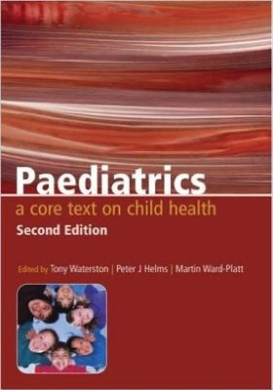 Paediatrics
a core text on child health
Second Edition
Edited by Tony Waterston | Peter J Helms | Martin Ward-Platt